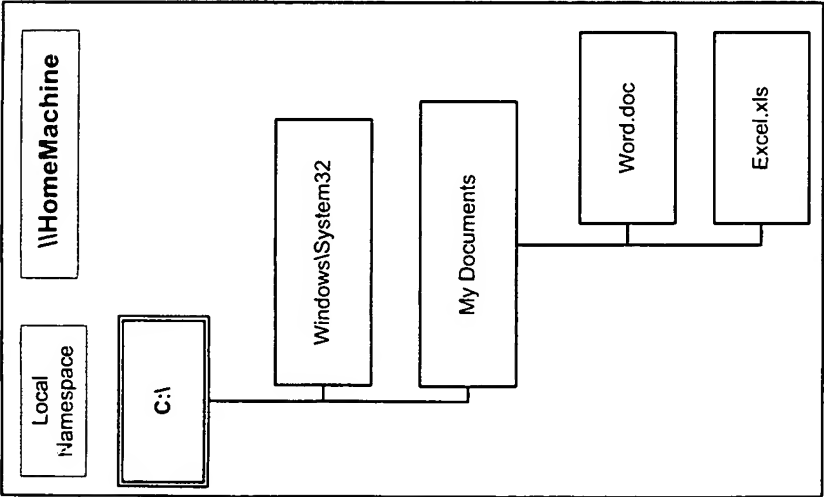 Local
Namespace
\\HomeMachine
C:\
Windows\System32
My Documents
Word.doc
Excel.xls